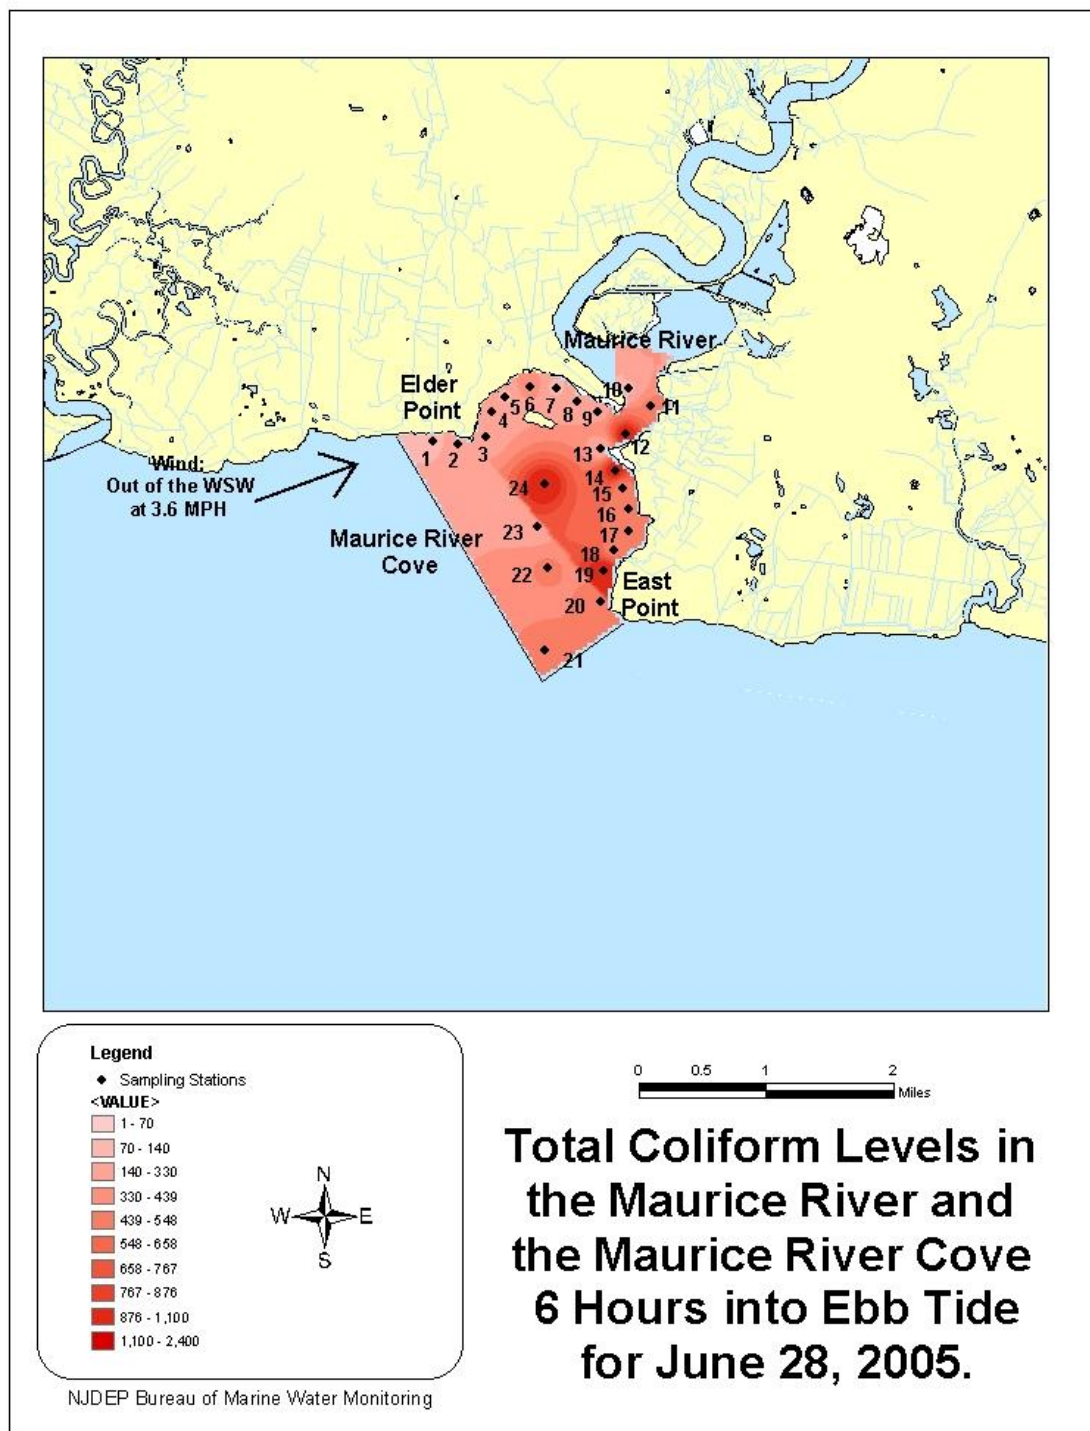 Maurice River
Elder
Point
10
5 6 7
11
4
8 9
12
1 2 3
13
Wind:
Out of the WSW
at 3.6 MPH
14
24
15
16
Maurice River
Cove
23
17
18
22
19
East
Point
20
21
Legend
Sampling Stations
<VALUE>
1 - 70
70 - 140
140 - 330
330 - 439
439 - 548
548 - 658
658 - 767
767 - 876
876 - 1,100
1,100 - 2,400
N
W E
S
0 0.5 1 2
Miles
Total Coliform Levels in
the Maurice River and
the Maurice River Cove
6 Hours into Ebb Tide
for June 28, 2005.
NJDEP Bureau of Marine Water Monitoring